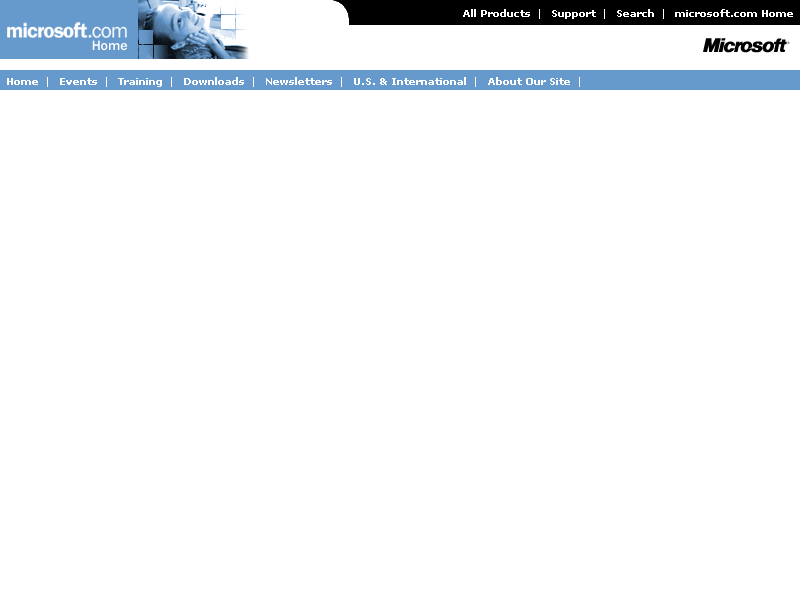 All Products | Support | Search | microsoft.com Home
microsoft.com
Home
Microsoft
Home | Events | Training | Downloads | Newsletters | U.S. & International | About Our Site |